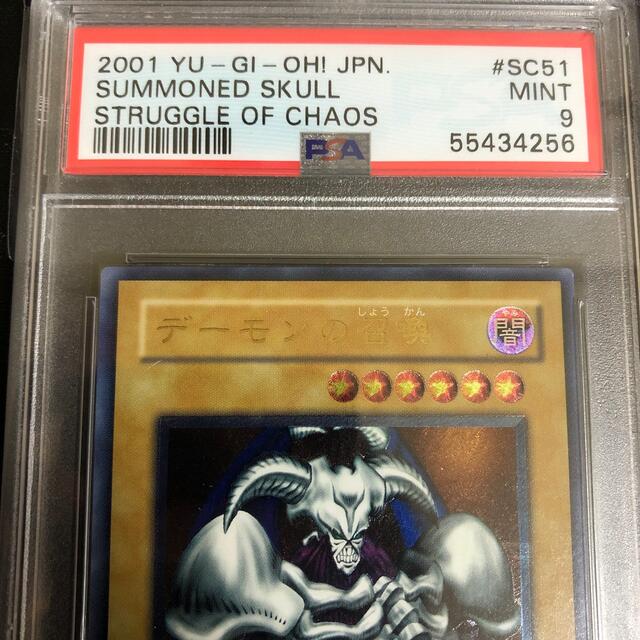 2001 YU-GI-OH! JPN. #SC51
SUMMONED SKULL MINT
STRUGGLE OF CHAOS 9
PSA 55434256
しょう かん
デーモンの召喚
やみ
闇